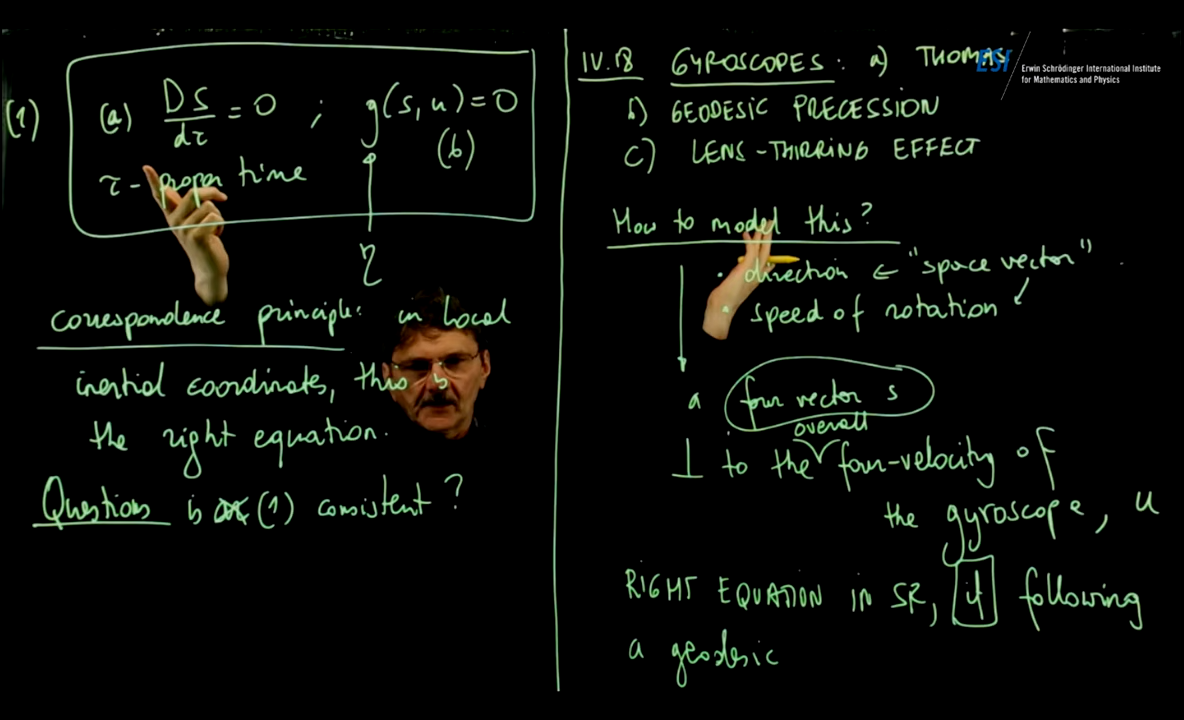 (1) (a) Ds/dτ = 0 ; g(s, u) = 0
(b)
τ - proper time
η
correspondence principle: in local
inertial coordinates, this is
the right equation.
Questions is (1) consistent?
IV.18 GYROSCOPES: a) THOMAS
b) GEODESIC PRECESSION
c) LENS-THIRRING EFFECT
How to model this?
• direction ∈ "space vector"
• speed of rotation
a four vector s
overall
⊥ to the four-velocity of
the gyroscope, u
RIGHT EQUATION IN SR, if following
a geodesic
ESI
Erwin Schrödinger International Institute
for Mathematics and Physics